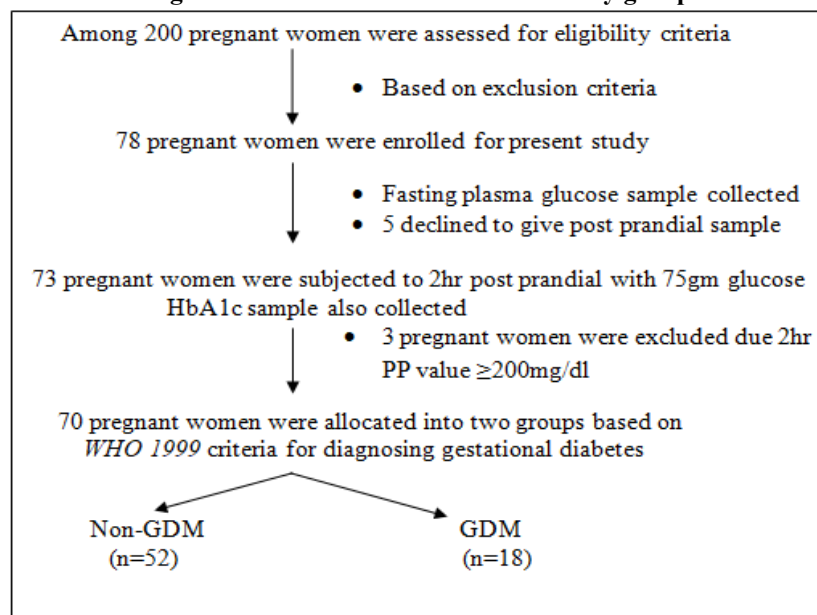 Among 200 pregnant women were assessed for eligibility criteria
• Based on exclusion criteria
78 pregnant women were enrolled for present study
• Fasting plasma glucose sample collected
• 5 declined to give post prandial sample
73 pregnant women were subjected to 2hr post prandial with 75gm glucose
HbA1c sample also collected
• 3 pregnant women were excluded due 2hr
PP value ≥200mg/dl
70 pregnant women were allocated into two groups based on
WHO 1999 criteria for diagnosing gestational diabetes
Non-GDM GDM
(n=52) (n=18)